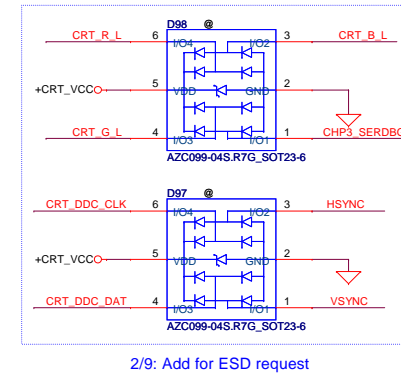 D98 @
CRT_R_L 6 I/O4 I/O2 3 CRT_B_L
+CRT_VCC 5 VDD GND 2
CRT_G_L 4 I/O3 I/O1 1 CHP3_SERDBG
AZC099-04S.R7G_SOT23-6
D97 @
CRT_DDC_CLK 6 I/O4 I/O2 3 HSYNC
+CRT_VCC 5 VDD GND 2
CRT_DDC_DAT 4 I/O3 I/O1 1 VSYNC
AZC099-04S.R7G_SOT23-6
2/9: Add for ESD request